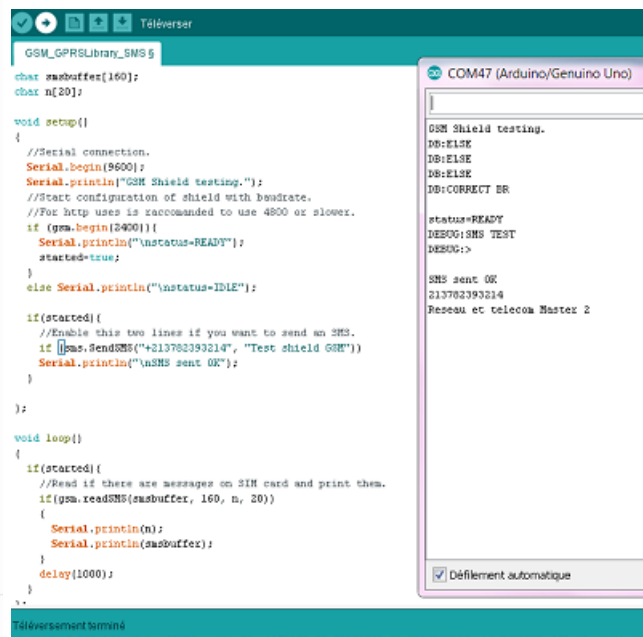 Téléverser
GSM_GPRSLibrary_SMS §
char smsbuffer[160];
char n[20];
void setup()
{
//Serial connection.
Serial.begin(9600);
Serial.println("GSM Shield testing.");
//Start configuration of shield with baudrate.
//For http uses is raccomanded to use 4800 or slower.
if (gsm.begin(2400)){
Serial.println("\nstatus=READY");
started=true;
}
else Serial.println("\nstatus=IDLE");
if(started){
//Enable this two lines if you want to send an SMS.
if (sms.SendSMS("+213782393214", "Test shield GSM"))
Serial.println("\nSMS sent OK");
}
};
void loop()
{
if(started){
//Read if there are messages on SIM card and print them.
if(gsm.readSMS(smsbuffer, 160, n, 20))
{
Serial.println(n);
Serial.println(smsbuffer);
}
delay(1000);
}
};
Téléversement terminé
COM47 (Arduino/Genuino Uno)
GSM Shield testing.
DB:ELSE
DB:ELSE
DB:ELSE
DB:CORRECT BR
status=READY
DEBUG:SMS TEST
DEBUG:>
SMS sent OK
213782393214
Reseau et telecom Master 2
Défilement automatique